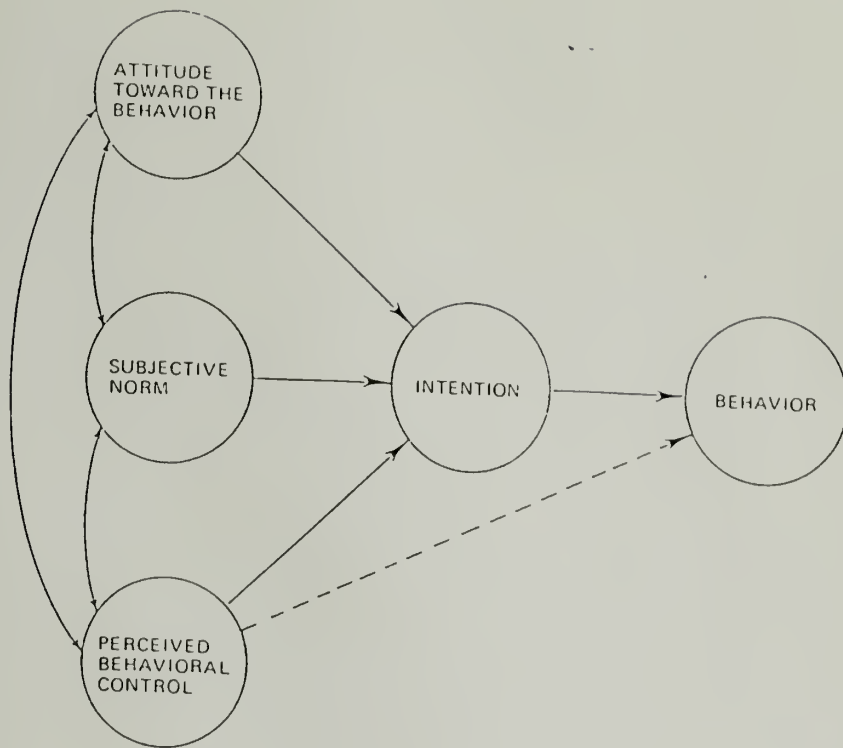 ATTITUDE
TOWARD THE
BEHAVIOR
SUBJECTIVE
NORM
INTENTION
BEHAVIOR
PERCEIVED
BEHAVIORAL
CONTROL